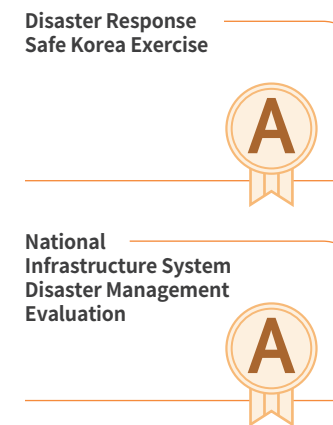 Disaster Response
Safe Korea Exercise
A
National
Infrastructure System
Disaster Management
Evaluation
A